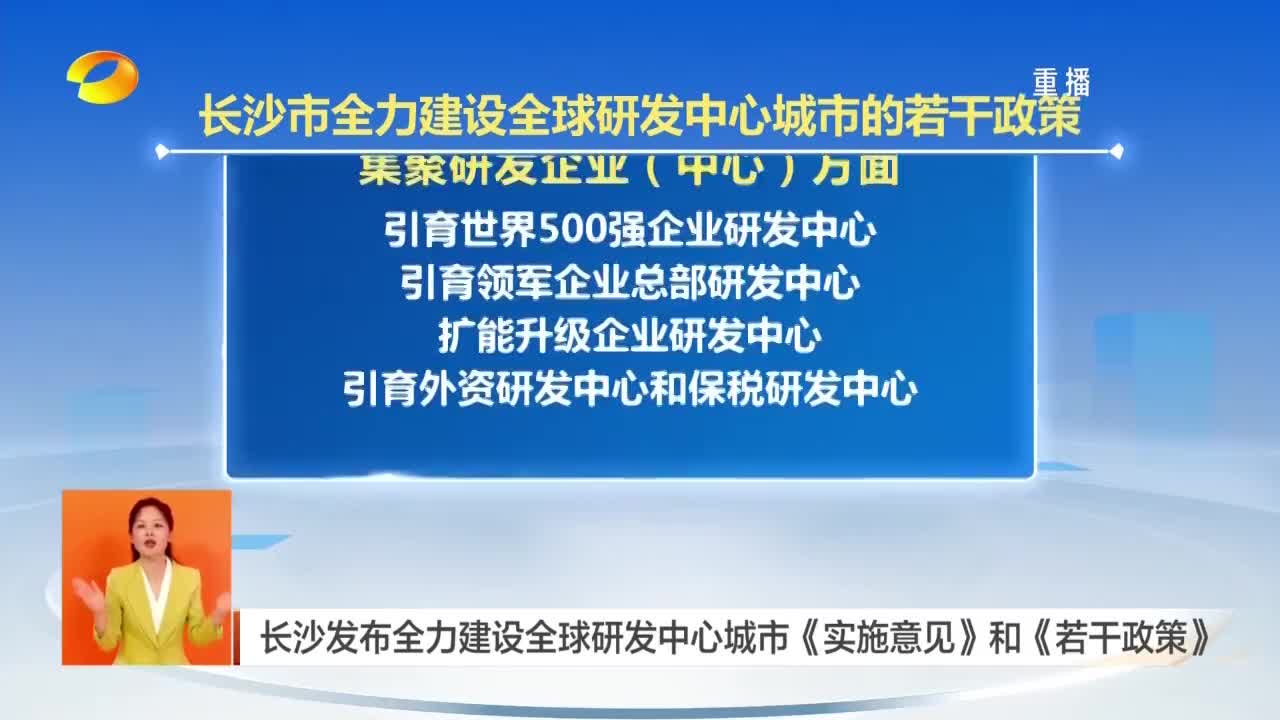 重播
长沙市全力建设全球研发中心城市的若干政策
集聚研发企业（中心）方面
引育世界500强企业研发中心
引育领军企业总部研发中心
扩能升级企业研发中心
引育外资研发中心和保税研发中心
长沙发布全力建设全球研发中心城市《实施意见》和《若干政策》